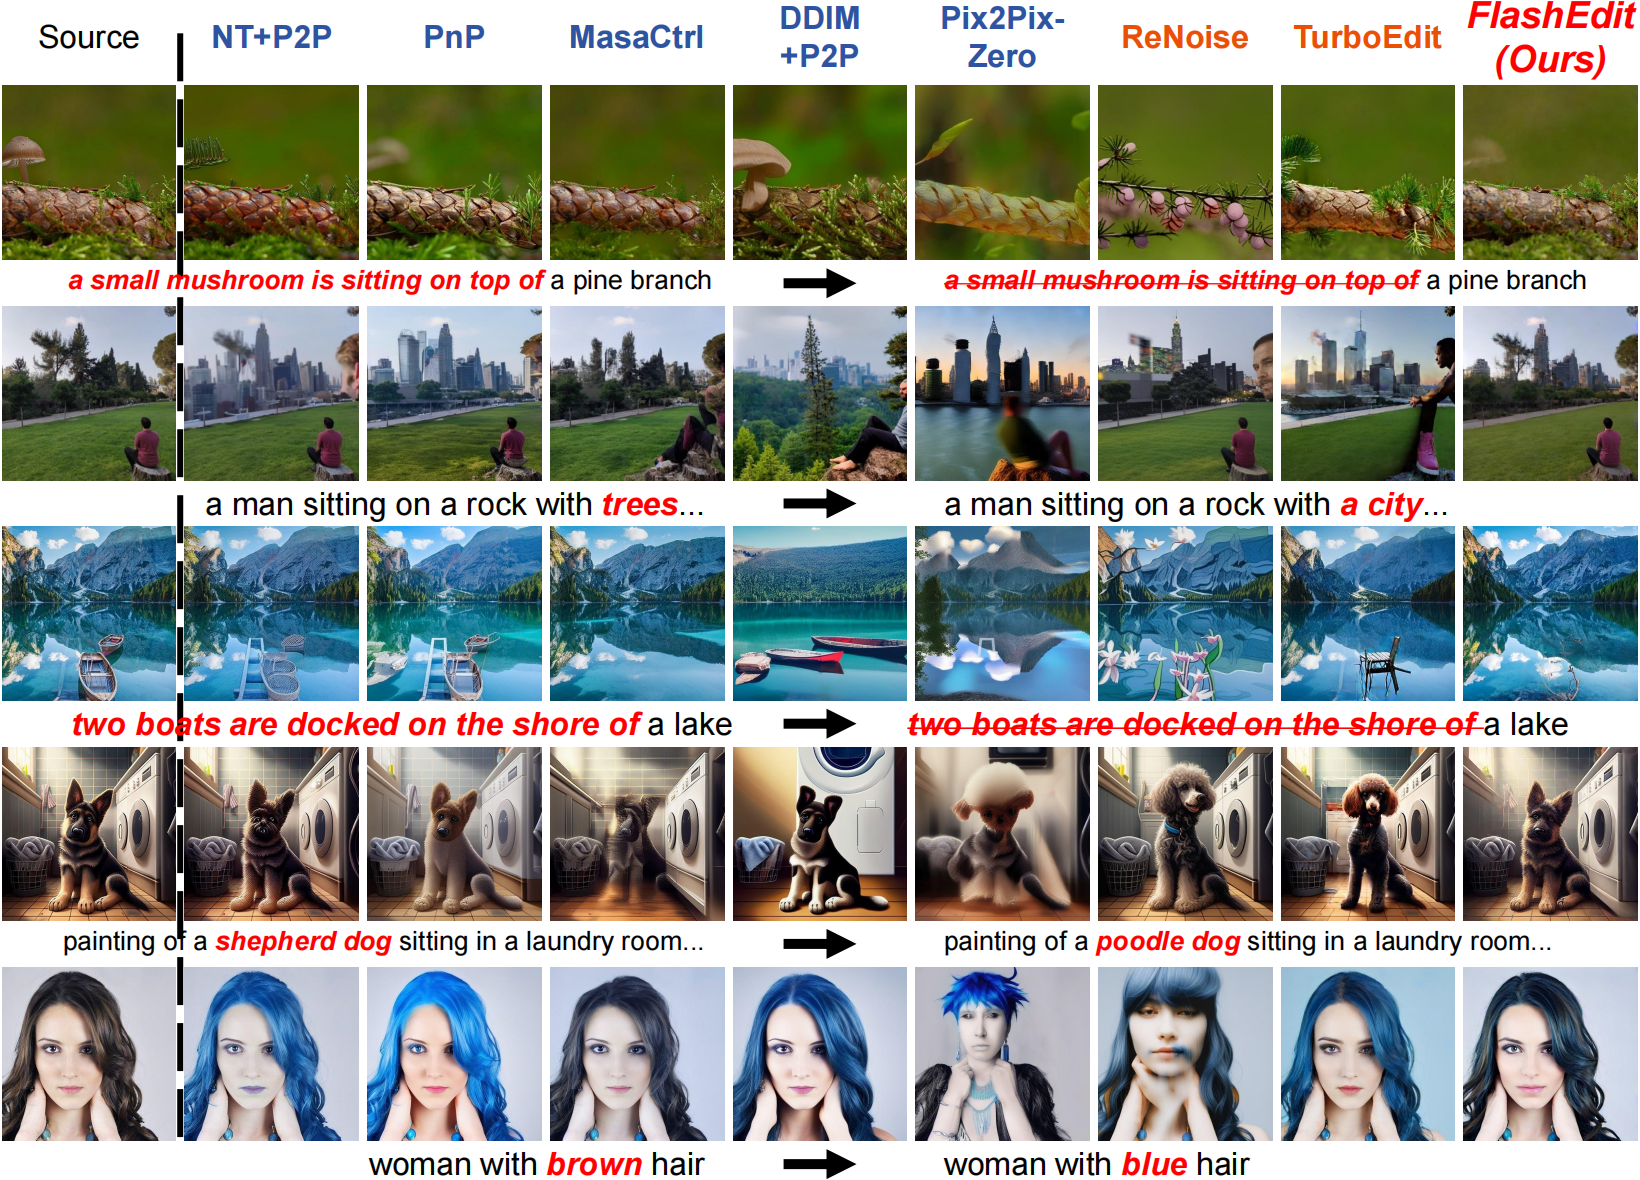 Source NT+P2P PnP MasaCtrl DDIM +P2P Pix2Pix-Zero ReNoise TurboEdit FlashEdit (Ours)
a small mushroom is sitting on top of a pine branch a small mushroom is sitting on top of a pine branch
a man sitting on a rock with trees... a man sitting on a rock with a city...
two boats are docked on the shore of a lake two boats are docked on the shore of a lake
painting of a shepherd dog sitting in a laundry room... painting of a poodle dog sitting in a laundry room...
woman with brown hair woman with blue hair